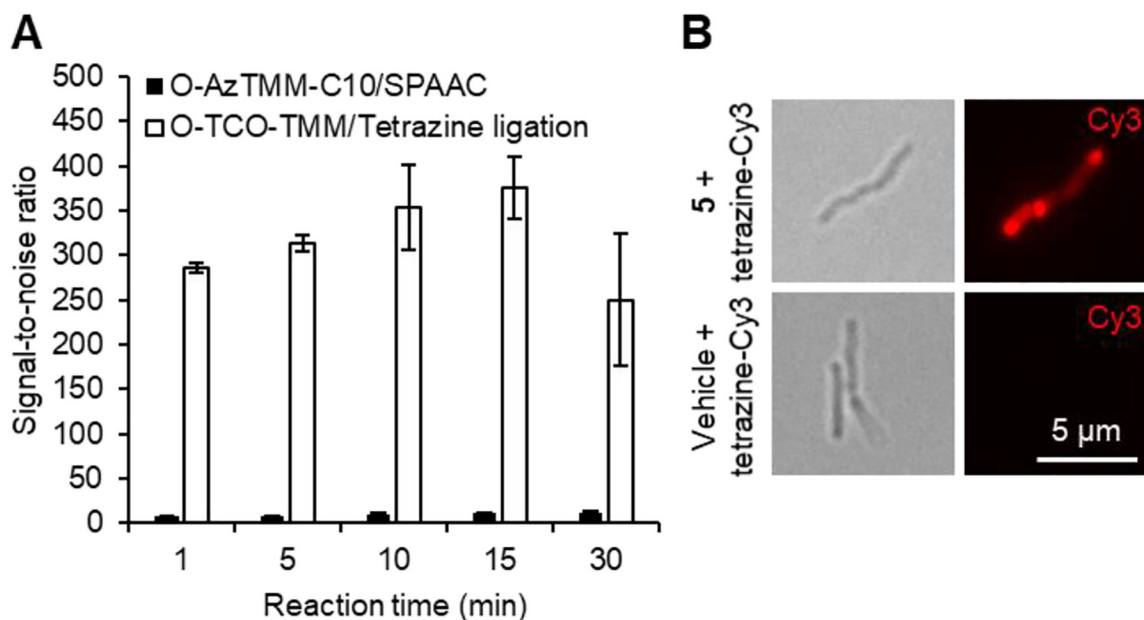 A
Signal-to-noise ratio
500
450
400
350
300
250
200
150
100
50
0
O-AzTMM-C10/SPAAC
O-TCO-TMM/Tetrazine ligation
1 5 10 15 30
Reaction time (min)
B
5 +
tetrazine-Cy3
Cy3
Vehicle +
tetrazine-Cy3
Cy3
5 μm